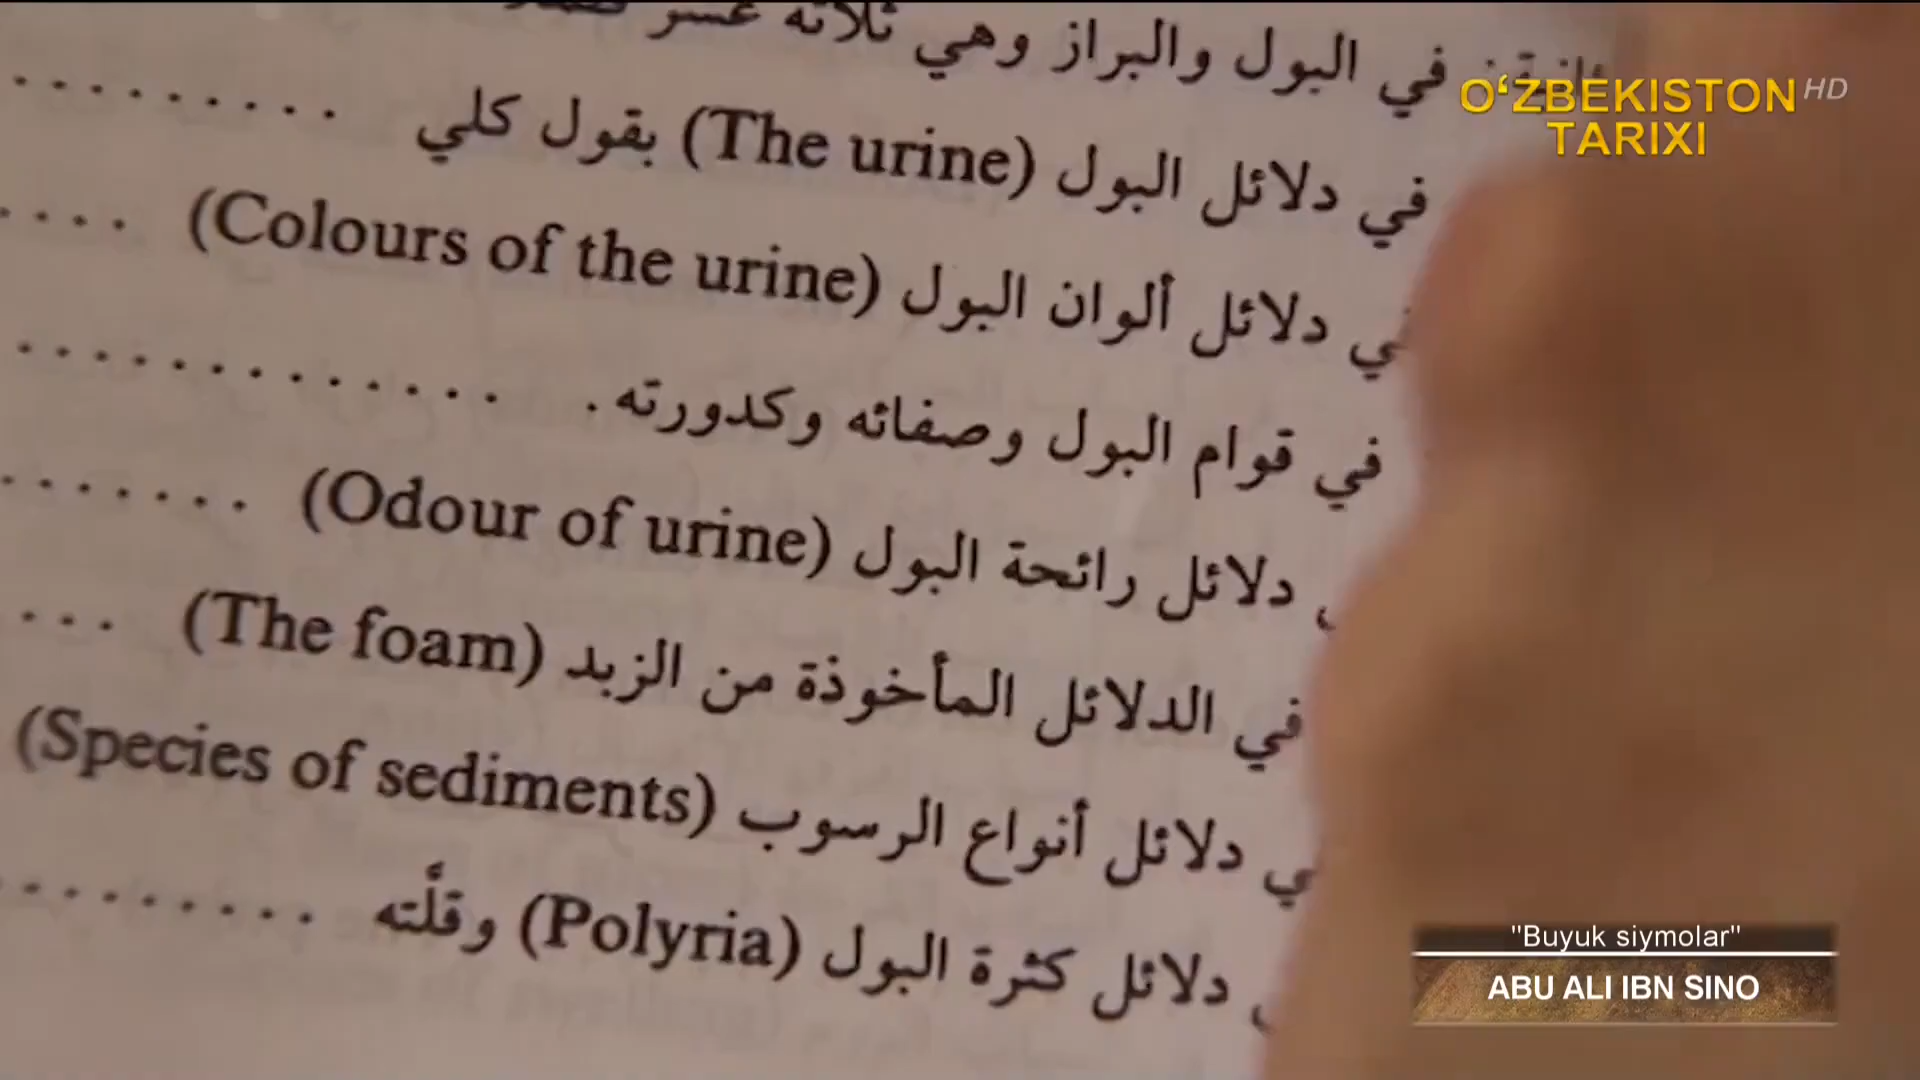 في البول والبراز وهي ثلاثة عشر
في دلائل البول (The urine) بقول كلي . . . . . . . . .
في دلائل ألوان البول (Colours of the urine) . . . .
في قوام البول وصفائه وكدورته . . . . . . . . . . . . . .
دلائل رائحة البول (Odour of urine) . . . . . . .
في الدلائل المأخوذة من الزبد (The foam) . . .
دلائل أنواع الرسوب (Species of sediments)
دلائل كثرة البول (Polyria) وقلّته . . . . . . . . .
O‘ZBEKISTON HD
TARIXI
"Buyuk siymolar"
ABU ALI IBN SINO